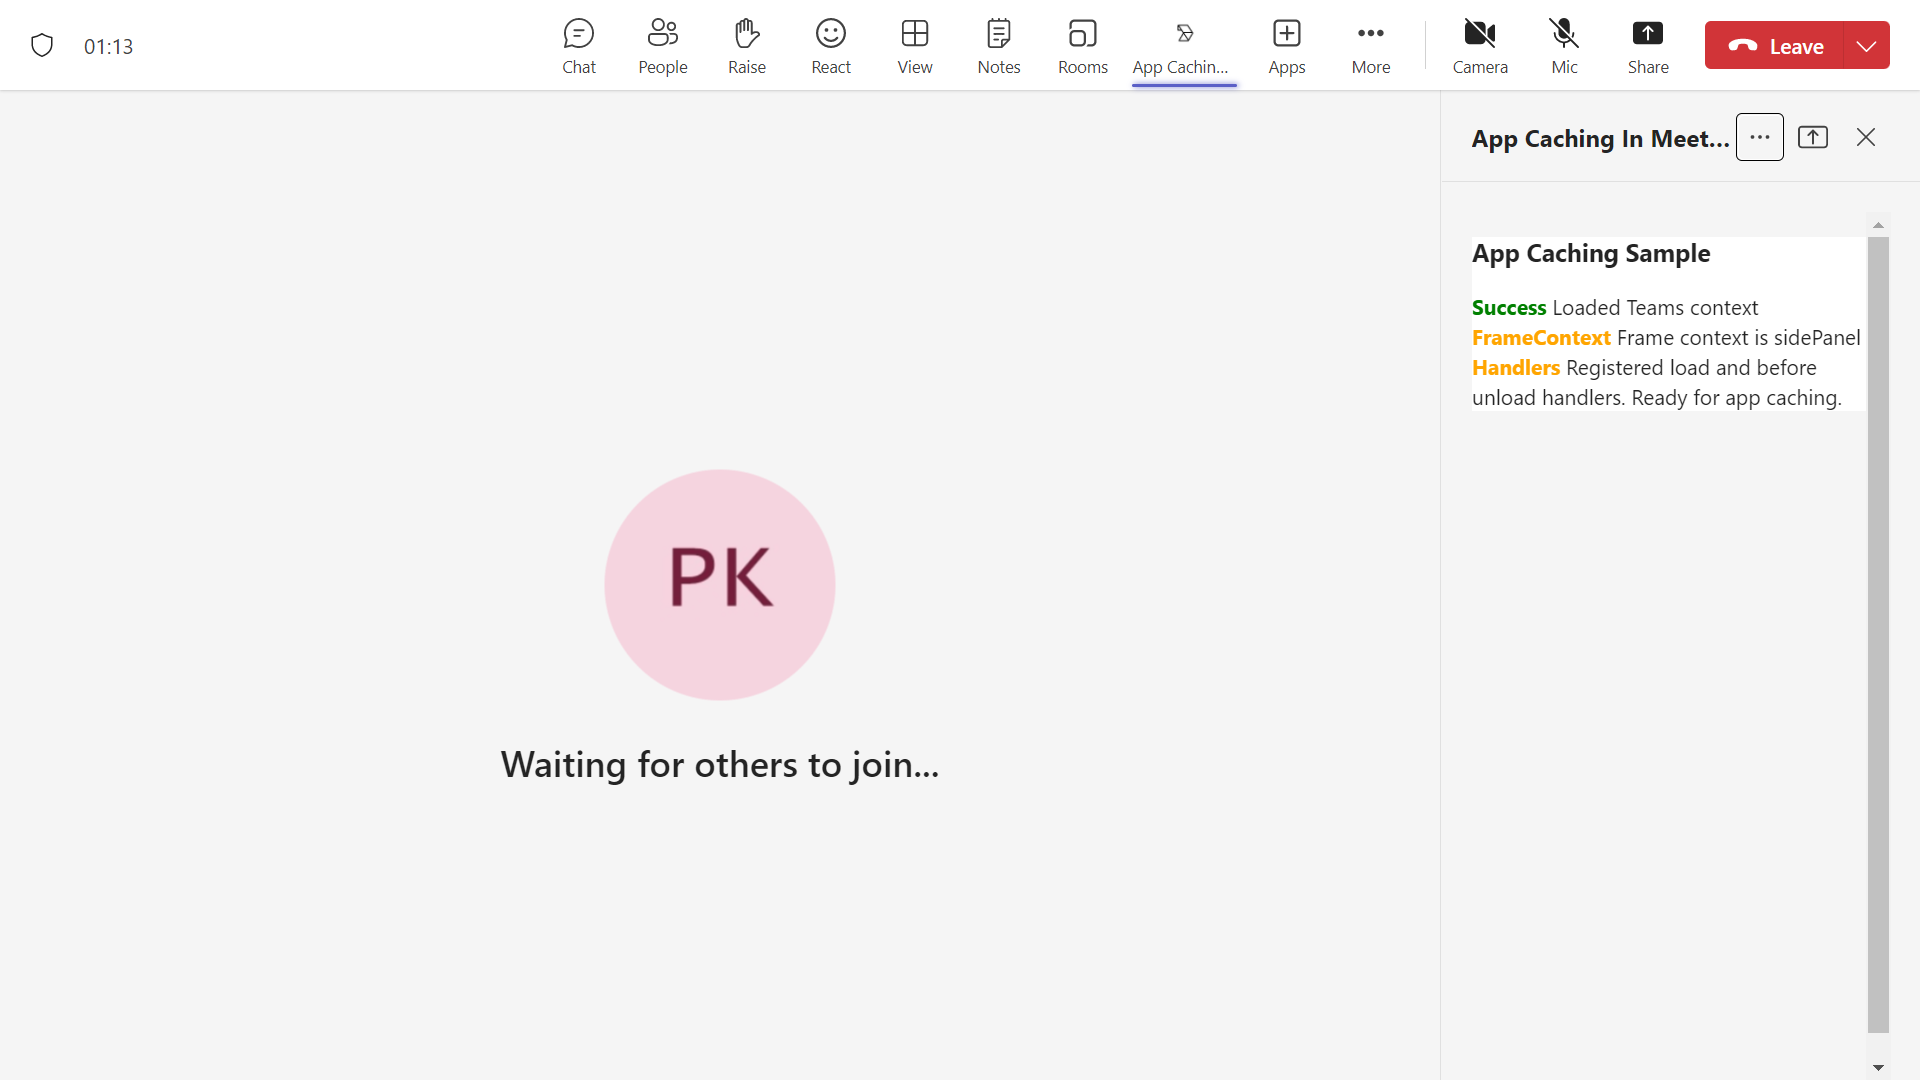 01:13
Chat
People
Raise
React
View
Notes
Rooms
App Cachin...
Apps
More
Camera
Mic
Share
Leave
App Caching In Meet...
App Caching Sample
Success Loaded Teams context
FrameContext Frame context is sidePanel
Handlers Registered load and before
unload handlers. Ready for app caching.
PK
Waiting for others to join...